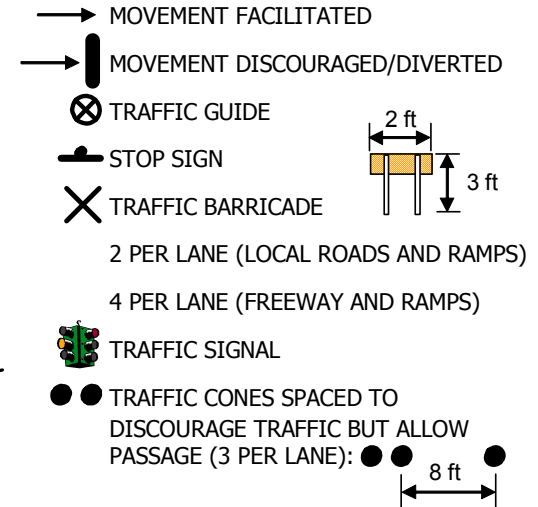 MOVEMENT FACILITATED
MOVEMENT DISCOURAGED/DIVERTED
TRAFFIC GUIDE
2 ft
STOP SIGN
3 ft
TRAFFIC BARRICADE
2 PER LANE (LOCAL ROADS AND RAMPS)
4 PER LANE (FREEWAY AND RAMPS)
TRAFFIC SIGNAL
TRAFFIC CONES SPACED TO
DISCOURAGE TRAFFIC BUT ALLOW
PASSAGE (3 PER LANE):
8 ft